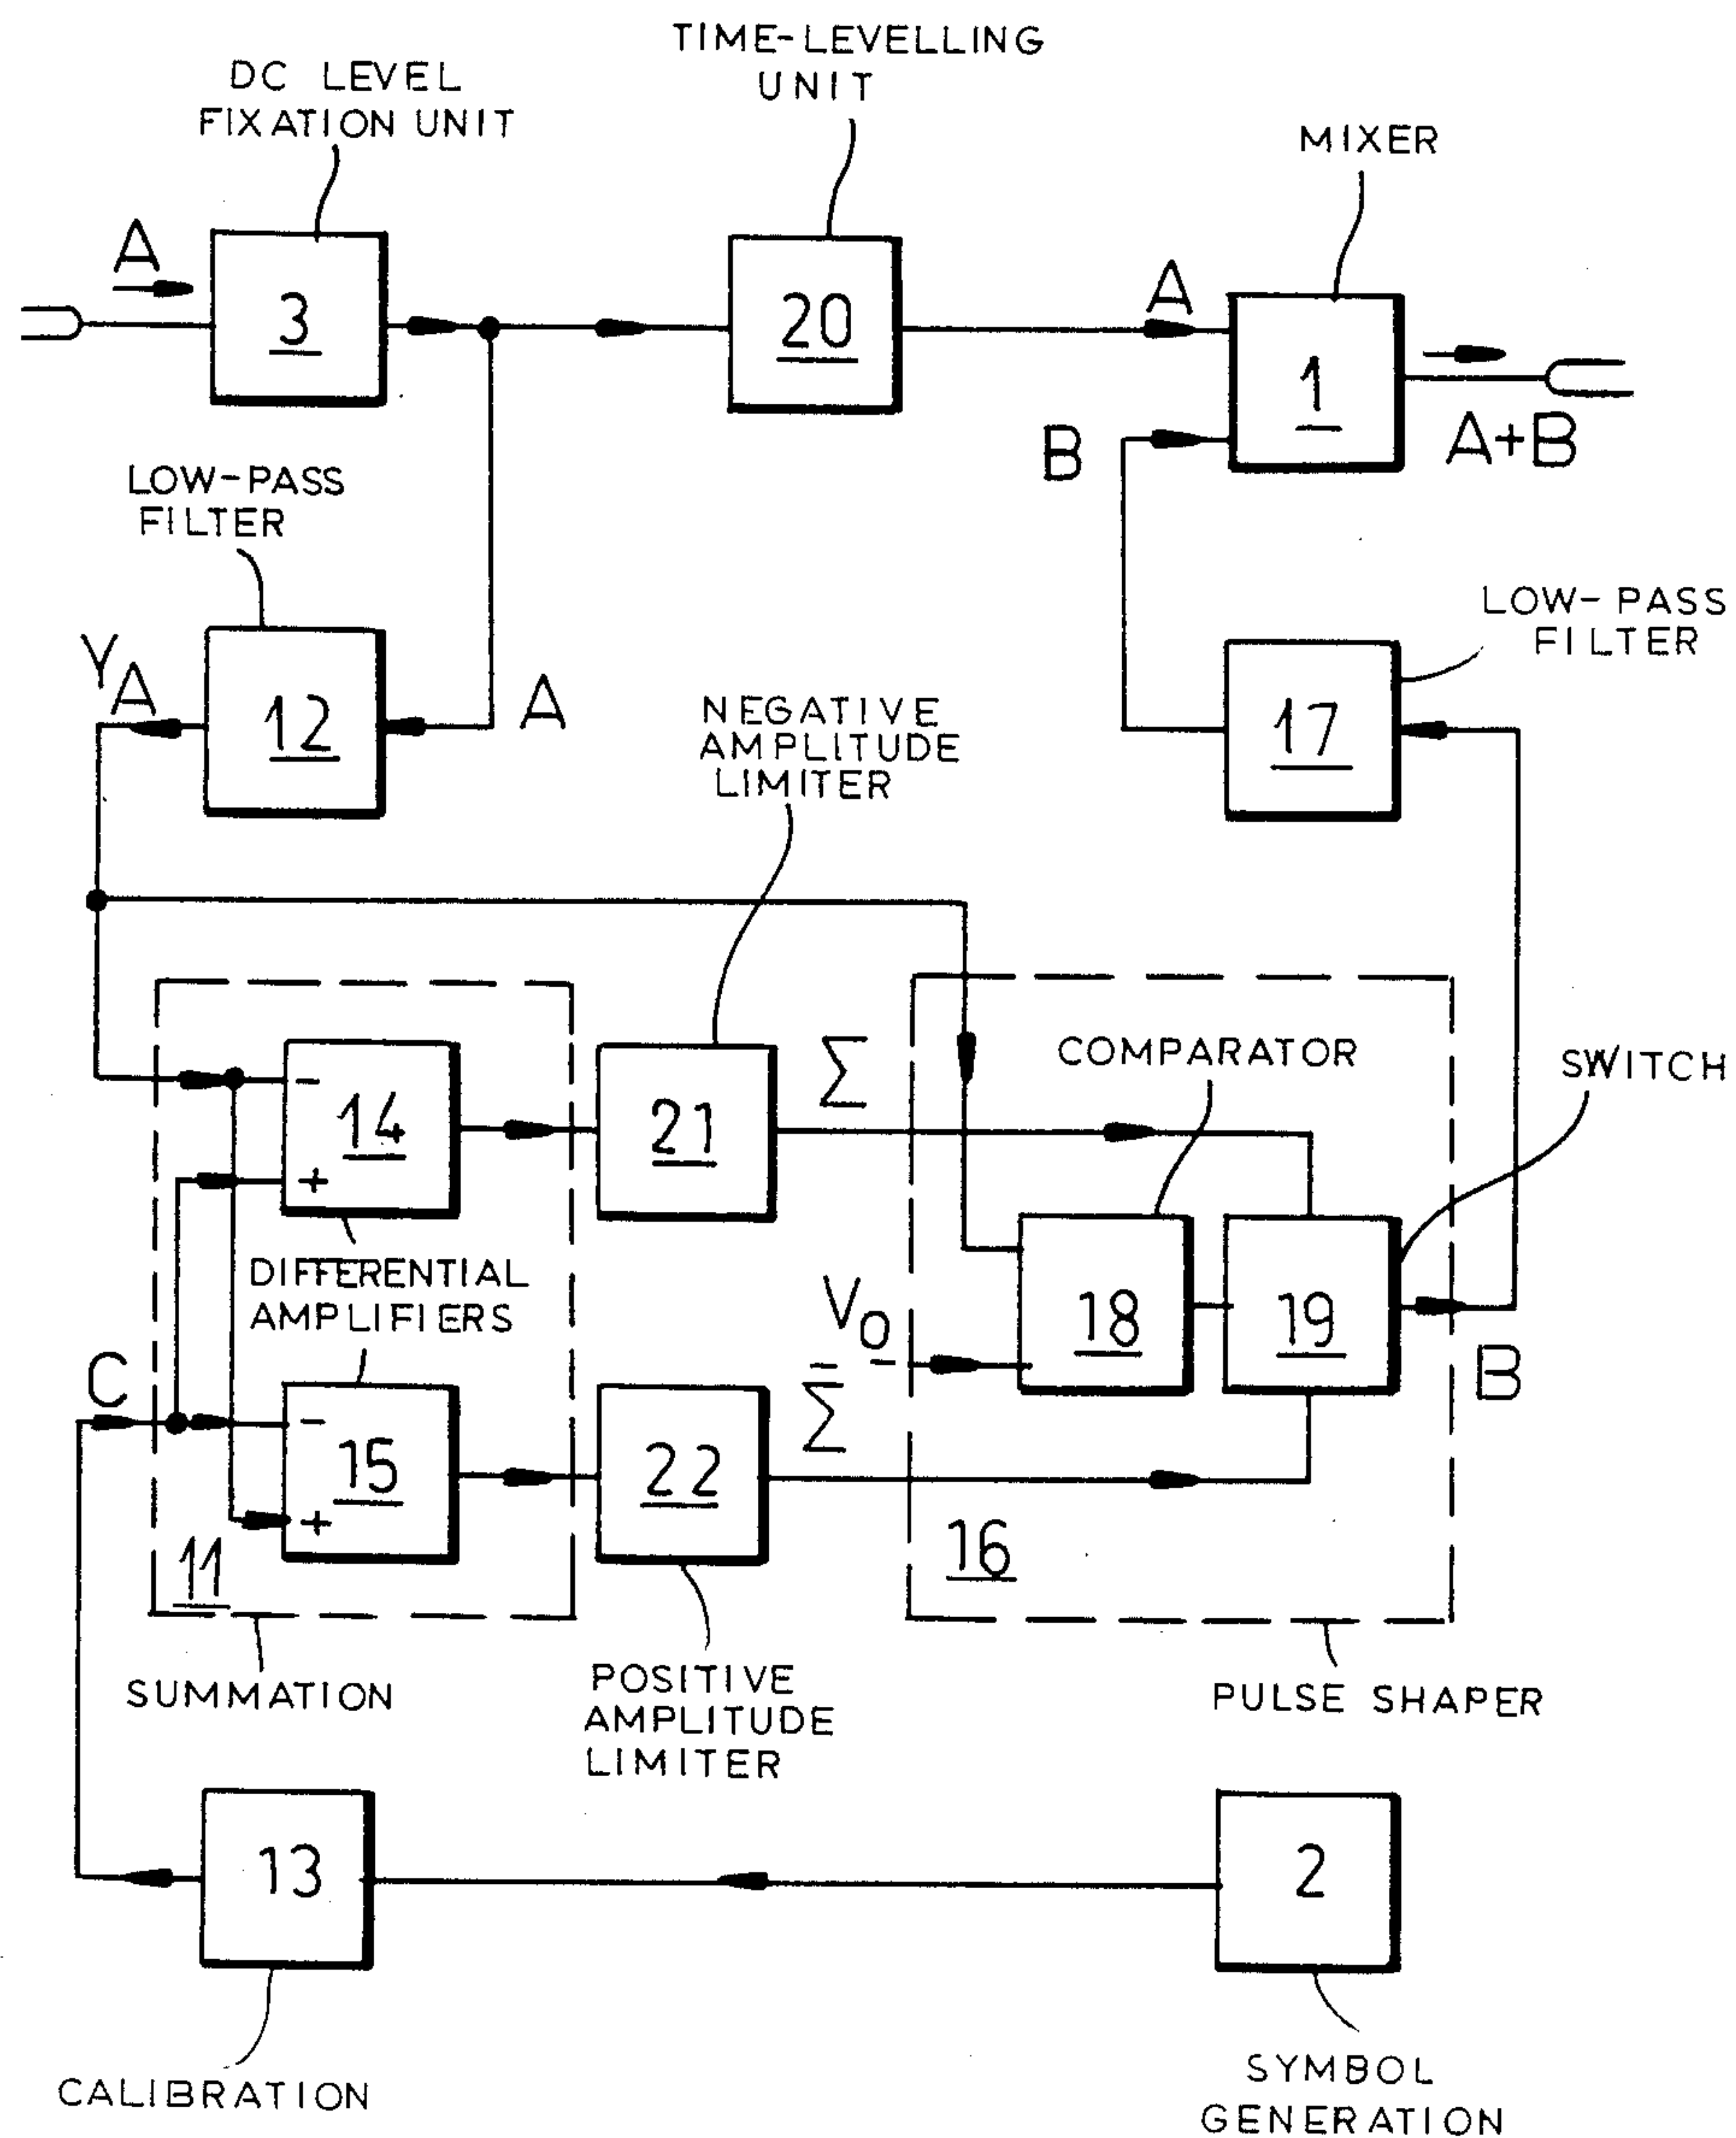 TIME-LEVELLING
UNIT
DC LEVEL
FIXATION UNIT
MIXER
A
3
20
A
1
A+B
B
LOW-PASS
FILTER
LOW-PASS
FILTER
YA
12
A
17
NEGATIVE
AMPLITUDE
LIMITER
Σ
COMPARATOR
SWITCH
-
14
+
21
DIFFERENTIAL
AMPLIFIERS
V0
18
19
B
C
-
15
+
22
Σ̄
11
16
SUMMATION
POSITIVE
AMPLITUDE
LIMITER
PULSE SHAPER
13
2
CALIBRATION
SYMBOL
GENERATION